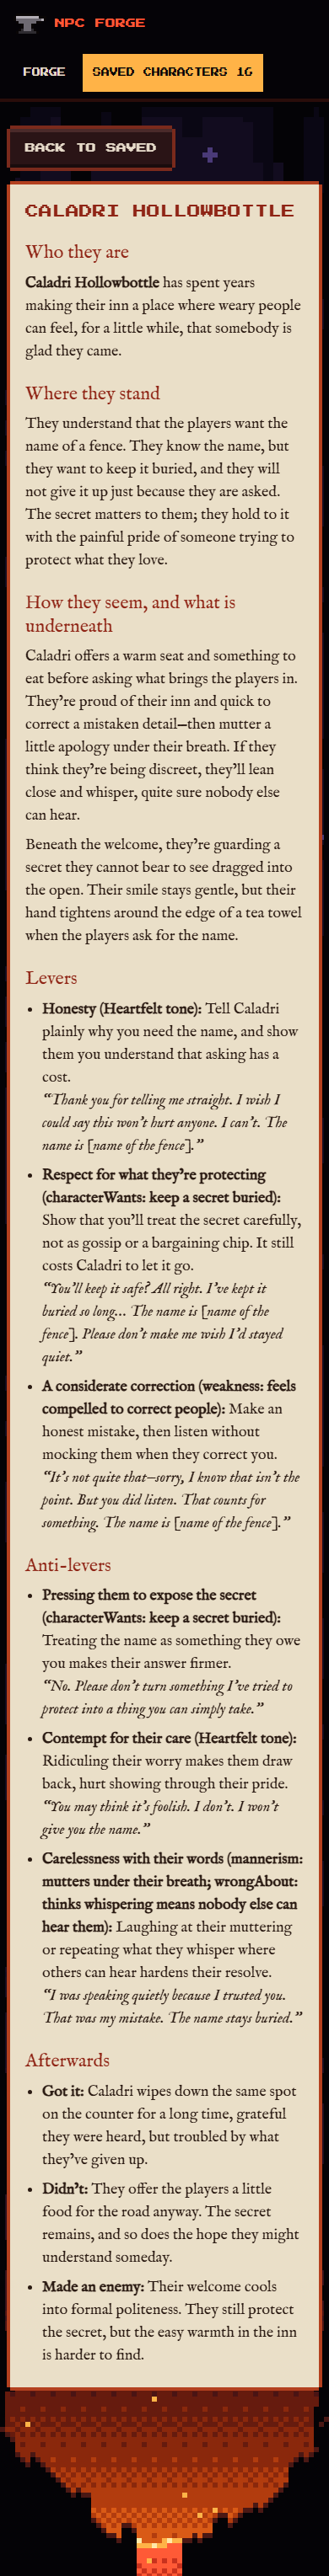 NPC FORGE
FORGE
SAVED CHARACTERS 16
BACK TO SAVED
CALADRI HOLLOWBOTTLE
Who they are
Caladri Hollowbottle has spent years
making their inn a place where weary people
can feel, for a little while, that somebody is
glad they came.
Where they stand
They understand that the players want the
name of a fence. They know the name, but
they want to keep it buried, and they will
not give it up just because they are asked.
The secret matters to them; they hold to it
with the painful pride of someone trying to
protect what they love.
How they seem, and what is
underneath
Caladri offers a warm seat and something to
eat before asking what brings the players in.
They’re proud of their inn and quick to
correct a mistaken detail—then mutter a
little apology under their breath. If they
think they’re being discreet, they’ll lean
close and whisper, quite sure nobody else
can hear.
Beneath the welcome, they’re guarding a
secret they cannot bear to see dragged into
the open. Their smile stays gentle, but their
hand tightens around the edge of a tea towel
when the players ask for the name.
Levers
• Honesty (Heartfelt tone): Tell Caladri
plainly why you need the name, and show
them you understand that asking has a
cost.
“Thank you for telling me straight. I wish I
could say this won’t hurt anyone. I can’t. The
name is [name of the fence].”
• Respect for what they’re protecting
(characterWants: keep a secret buried):
Show that you’ll treat the secret carefully,
not as gossip or a bargaining chip. It still
costs Caladri to let it go.
“You’ll keep it safe? All right. I’ve kept it
buried so long... The name is [name of the
fence]. Please don’t make me wish I’d stayed
quiet.”
• A considerate correction (weakness: feels
compelled to correct people): Make an
honest mistake, then listen without
mocking them when they correct you.
“It’s not quite that—sorry, I know that isn’t the
point. But you did listen. That counts for
something. The name is [name of the fence].”
Anti-levers
• Pressing them to expose the secret
(characterWants: keep a secret buried):
Treating the name as something they owe
you makes their answer firmer.
“No. Please don’t turn something I’ve tried to
protect into a thing you can simply take.”
• Contempt for their care (Heartfelt tone):
Ridiculing their worry makes them draw
back, hurt showing through their pride.
“You may think it’s foolish. I don’t. I won’t
give you the name.”
• Carelessness with their words (mannerism:
mutters under their breath; wrongAbout:
thinks whispering means nobody else can
hear them): Laughing at their muttering
or repeating what they whisper where
others can hear hardens their resolve.
“I was speaking quietly because I trusted you.
That was my mistake. The name stays buried.”
Afterwards
• Got it: Caladri wipes down the same spot
on the counter for a long time, grateful
they were heard, but troubled by what
they’ve given up.
• Didn’t: They offer the players a little
food for the road anyway. The secret
remains, and so does the hope they might
understand someday.
• Made an enemy: Their welcome cools
into formal politeness. They still protect
the secret, but the easy warmth in the inn
is harder to find.